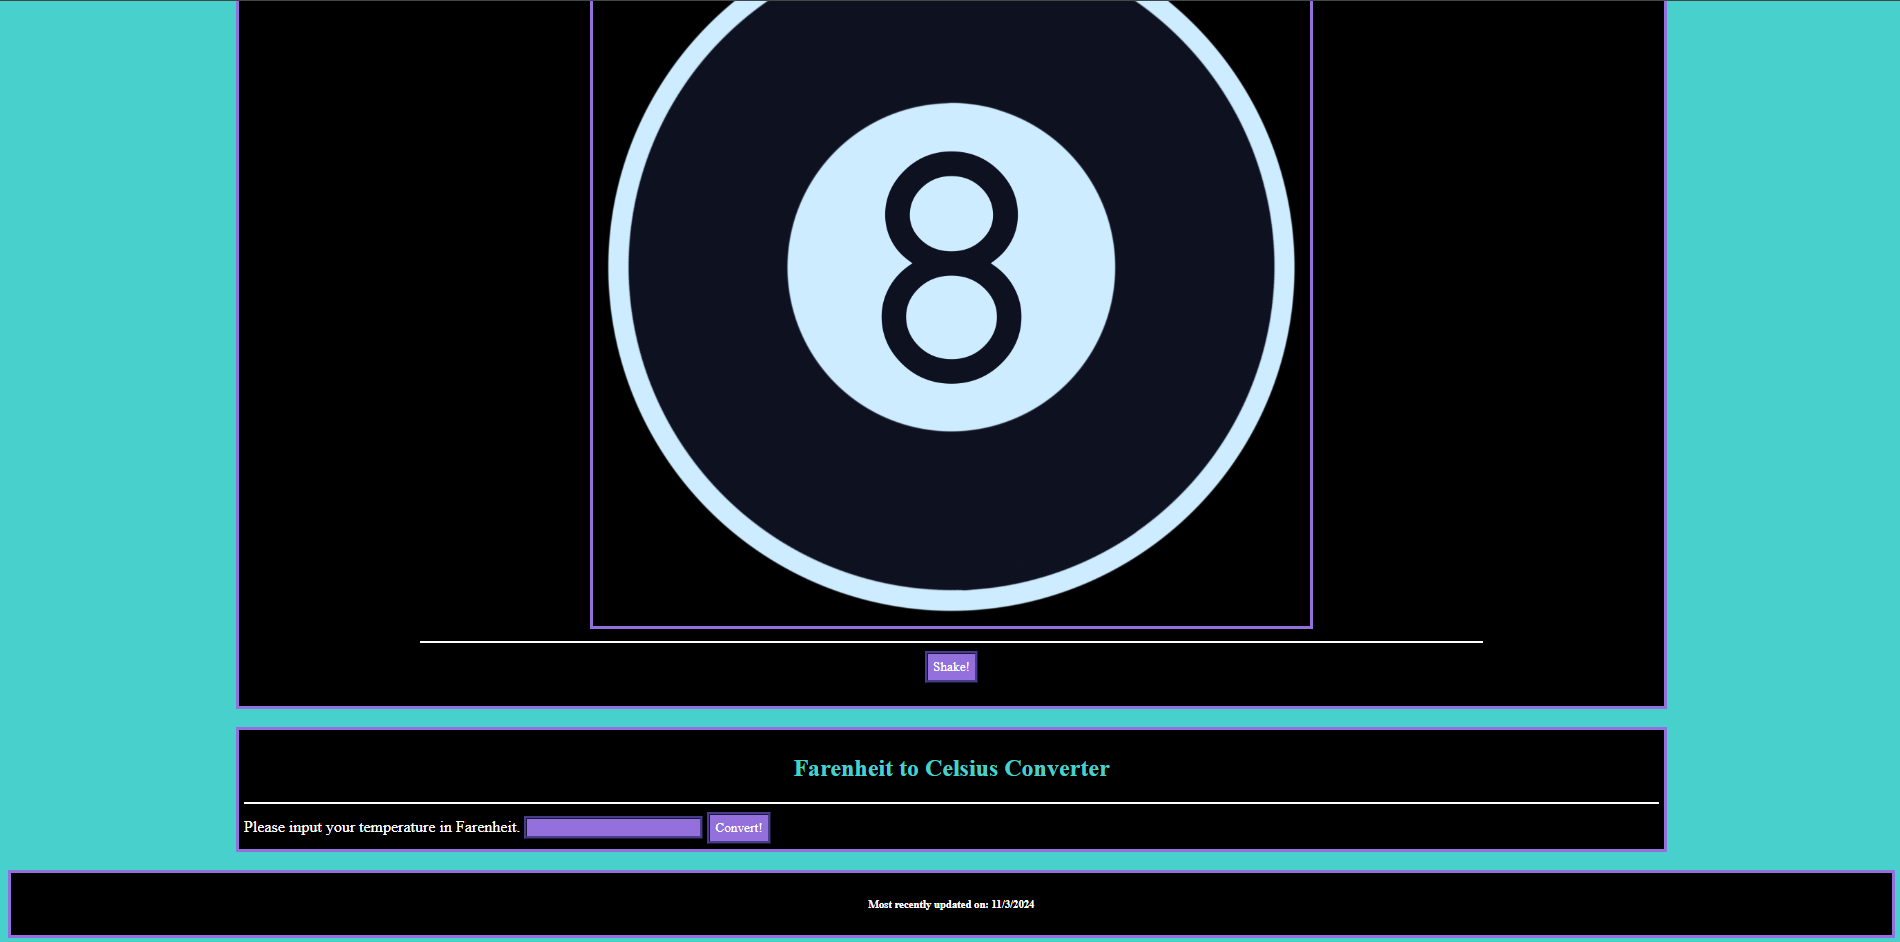 8
Shake!
Farenheit to Celsius Converter
Please input your temperature in Farenheit. Convert!
Most recently updated on: 11/3/2024